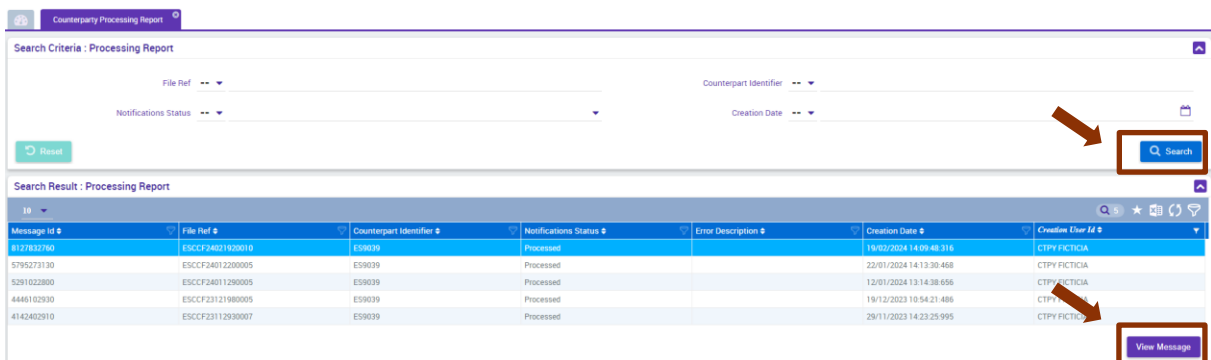 Counterparty Processing Report
Search Criteria : Processing Report
File Ref -- Counterpart Identifier --
Notifications Status -- Creation Date --
Reset Search
Search Result : Processing Report
10 5
Message Id File Ref Counterpart Identifier Notifications Status Error Description Creation Date Creation User Id
8127832760 ESCCF24021920010 ES9039 Processed 19/02/2024 14:09:48:316 CTPY FICTICIA
5795273130 ESCCF24012200005 ES9039 Processed 22/01/2024 14:13:30:468 CTPY FICTICIA
5291022800 ESCCF24011290005 ES9039 Processed 12/01/2024 13:14:38:656 CTPY FICTICIA
4446102930 ESCCF23121980005 ES9039 Processed 19/12/2023 10:54:21:486 CTPY
4142402910 ESCCF23112930007 ES9039 Processed 29/11/2023 14:23:25:995 CTPY
View Message